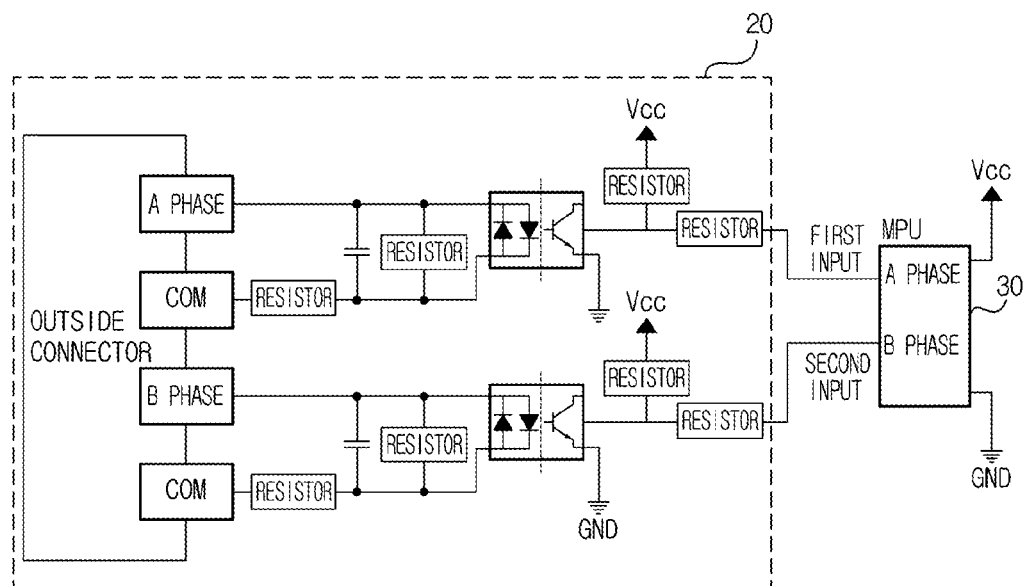 20
Vcc
Vcc
A PHASE
RESISTOR
RESISTOR
FIRST
INPUT
MPU
A PHASE
RESISTOR
COM
RESISTOR
30
Vcc
OUTSIDE
CONNECTOR
B PHASE
RESISTOR
B PHASE
SECOND
INPUT
RESISTOR
RESISTOR
COM
RESISTOR
GND
GND